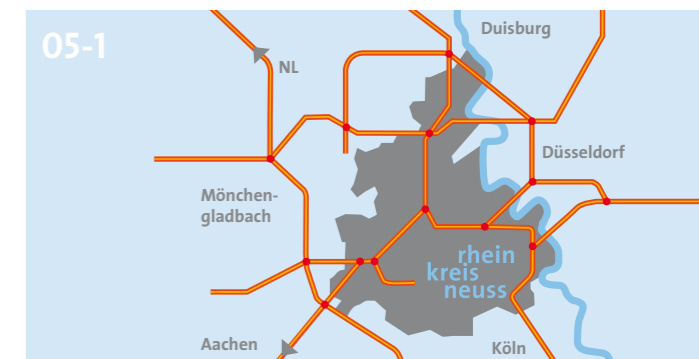 05-1
Duisburg
NL
Düsseldorf
Mönchen-
gladbach
rhein
kreis
neuss
Aachen
Köln